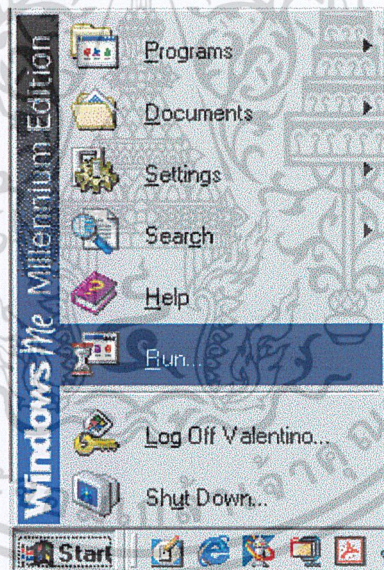 Windows Me Millennium Edition
Programs
Documents
Settings
Search
Help
Run...
Log Off Valentino...
Shut Down...
Start